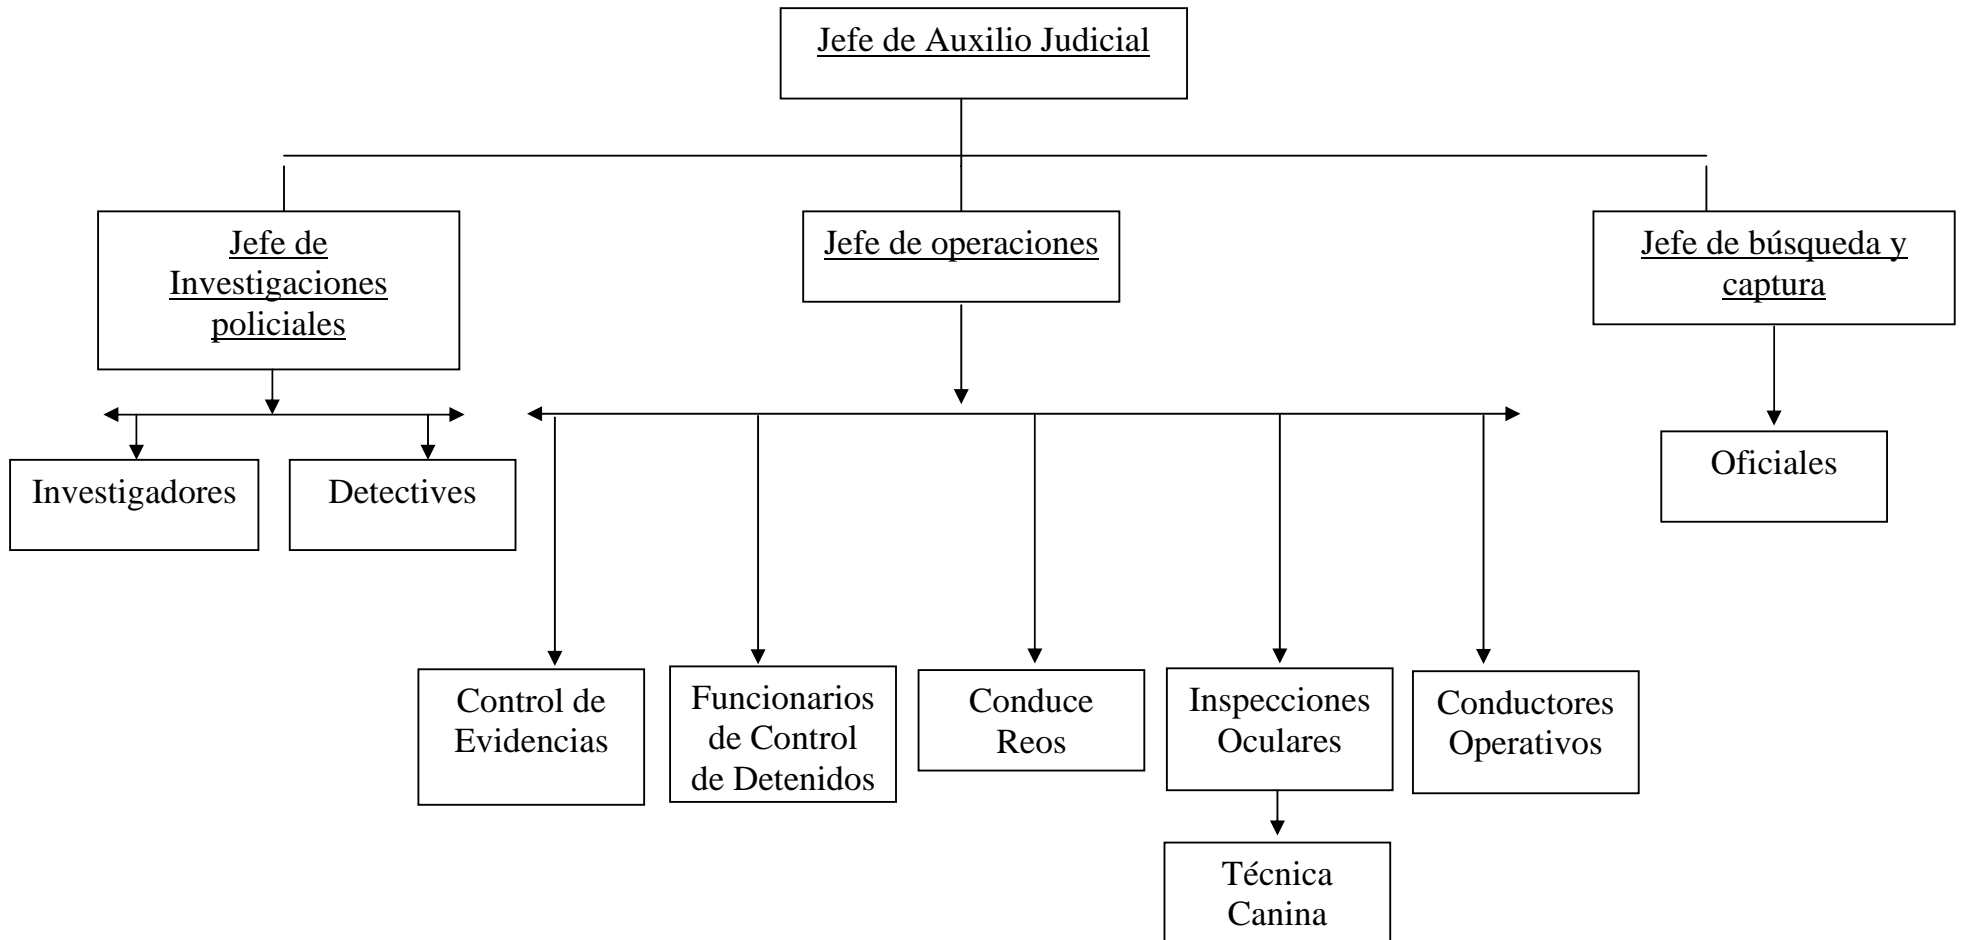 Jefe de Auxilio Judicial
Jefe de
Investigaciones
policiales
Jefe de operaciones
Jefe de búsqueda y
captura
Investigadores
Detectives
Oficiales
Control de
Evidencias
Funcionarios
de Control
de Detenidos
Conduce
Reos
Inspecciones
Oculares
Conductores
Operativos
Técnica
Canina